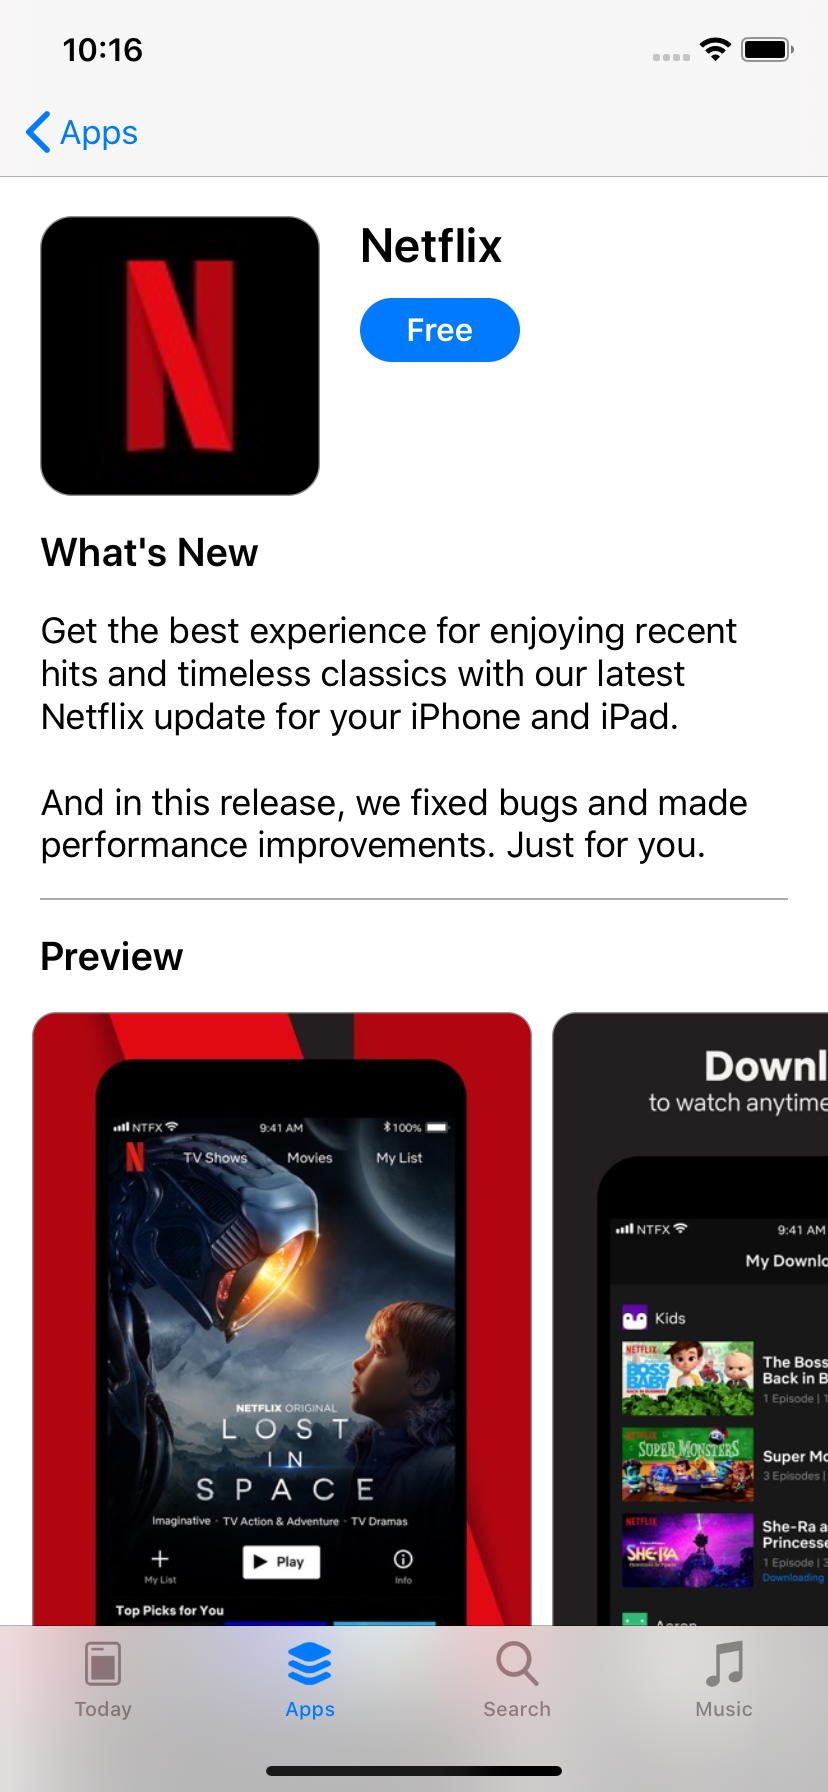 10:16
Apps
Netflix
Free
What's New
Get the best experience for enjoying recent
hits and timeless classics with our latest
Netflix update for your iPhone and iPad.
And in this release, we fixed bugs and made
performance improvements. Just for you.
Preview
NTFX 9:41 AM 100%
N TV Shows Movies My List
NETFLIX ORIGINAL
LOST
IN
SPACE
Imaginative · TV Action & Adventure · TV Dramas
My List
Play
Info
Top Picks for You
Downl
to watch anytime
NTFX 9:41 AM
My Downlo
Kids
NETFLIX
BOSS
BABY
BACK IN BUSINESS
The Boss
Back in B
1 Episode |
SUPER MONSTERS
Super Mo
3 Episodes |
NETFLIX
SHE-RA
She-Ra a
Princesse
1 Episode | 3
Downloading
Today
Apps
Search
Music